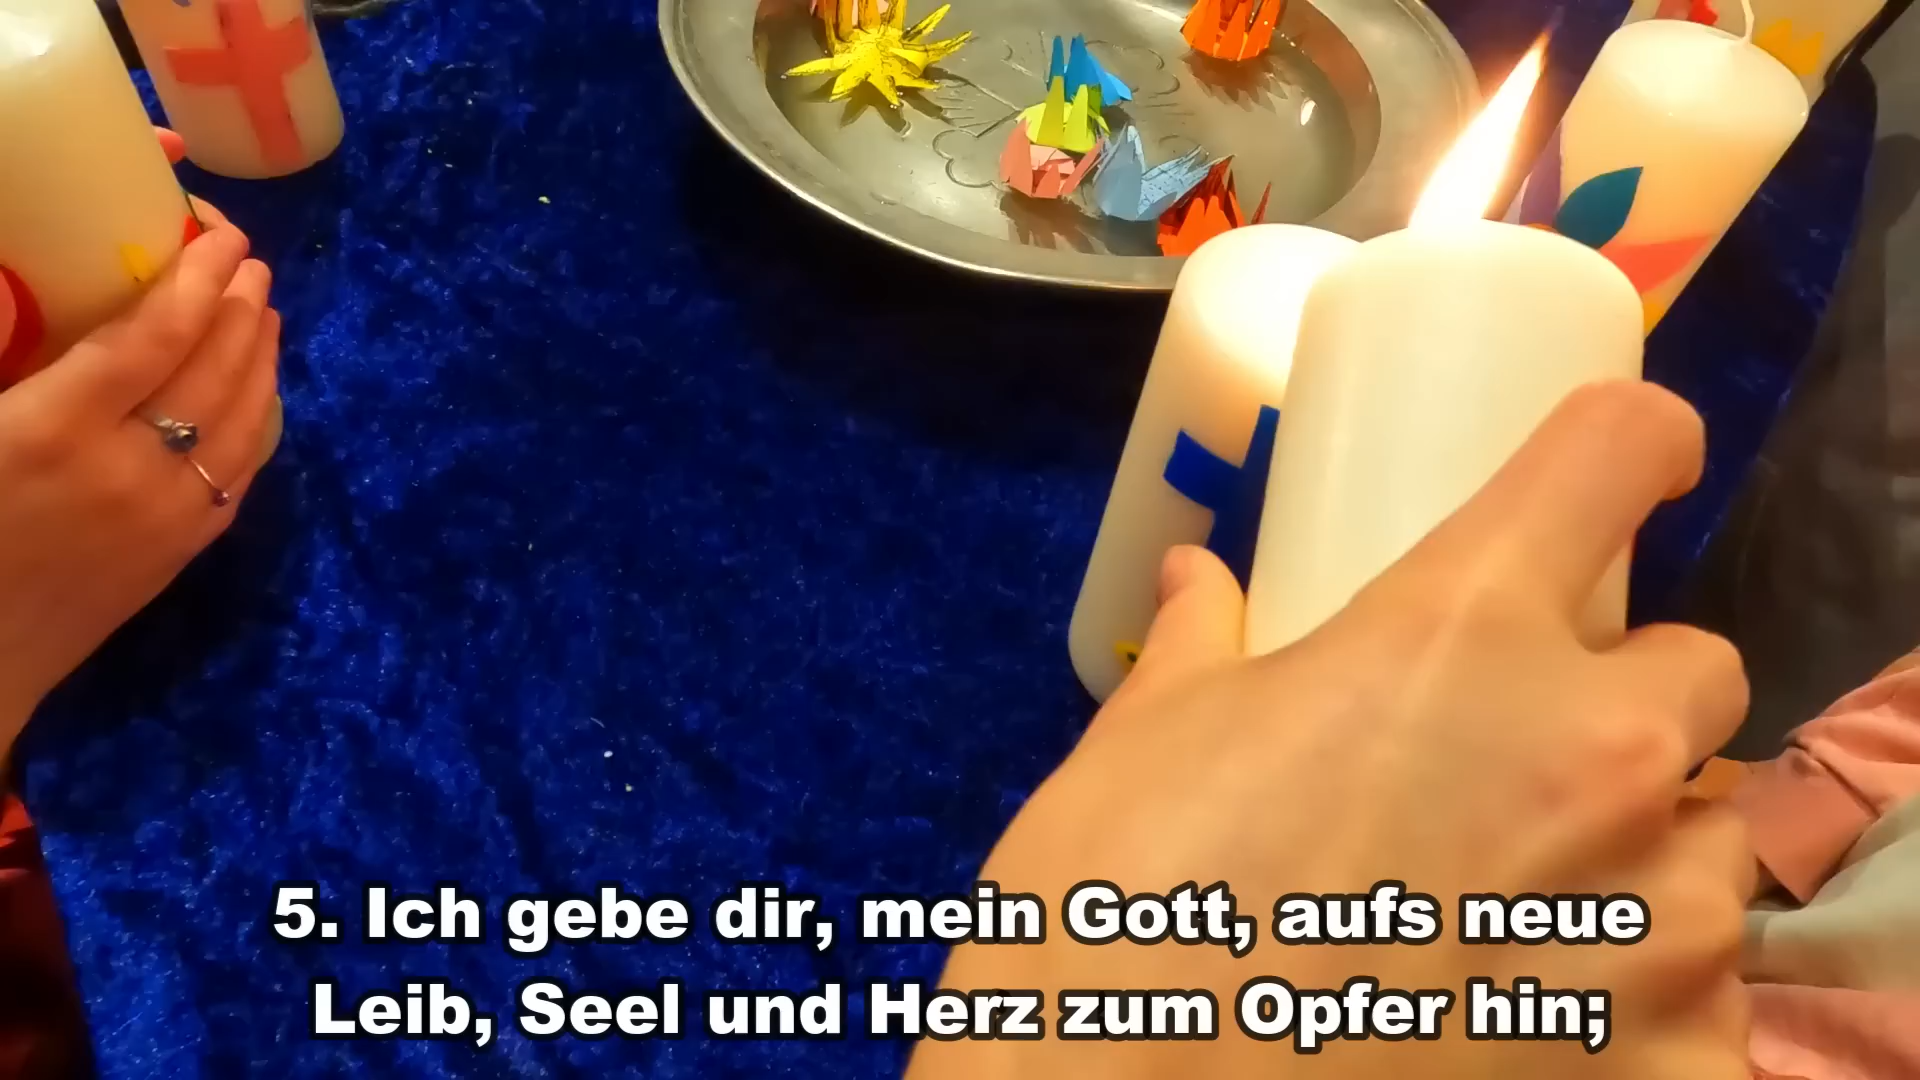 5. Ich gebe dir, mein Gott, aufs neue
Leib, Seel und Herz zum Opfer hin;